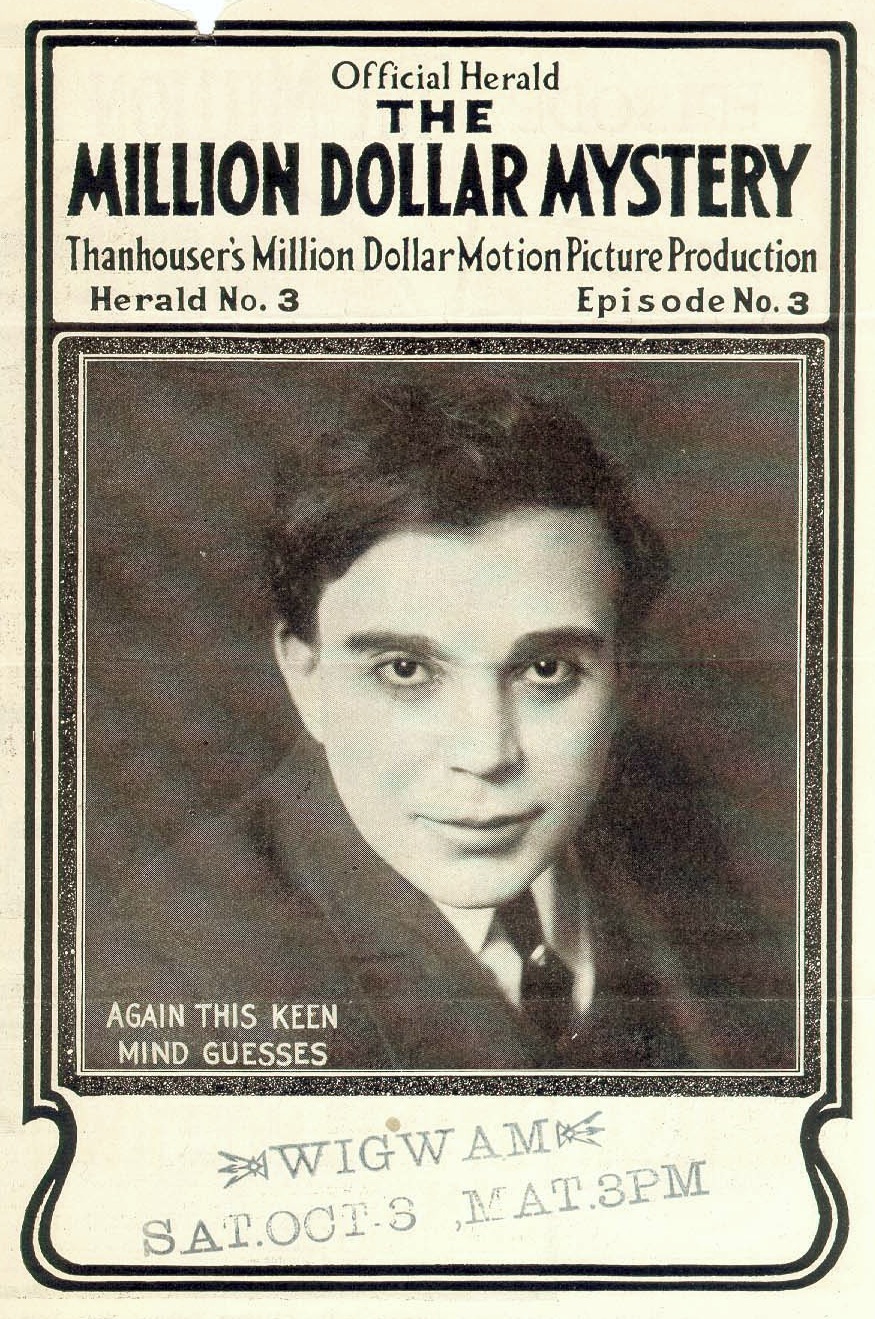 Official Herald
THE
MILLION DOLLAR MYSTERY
Thanhouser's Million Dollar Motion Picture Production
Herald No. 3 Episode No. 3
AGAIN THIS KEEN
MIND GUESSES
WIGWAM
SAT.OCT.3 ,MAT.3PM